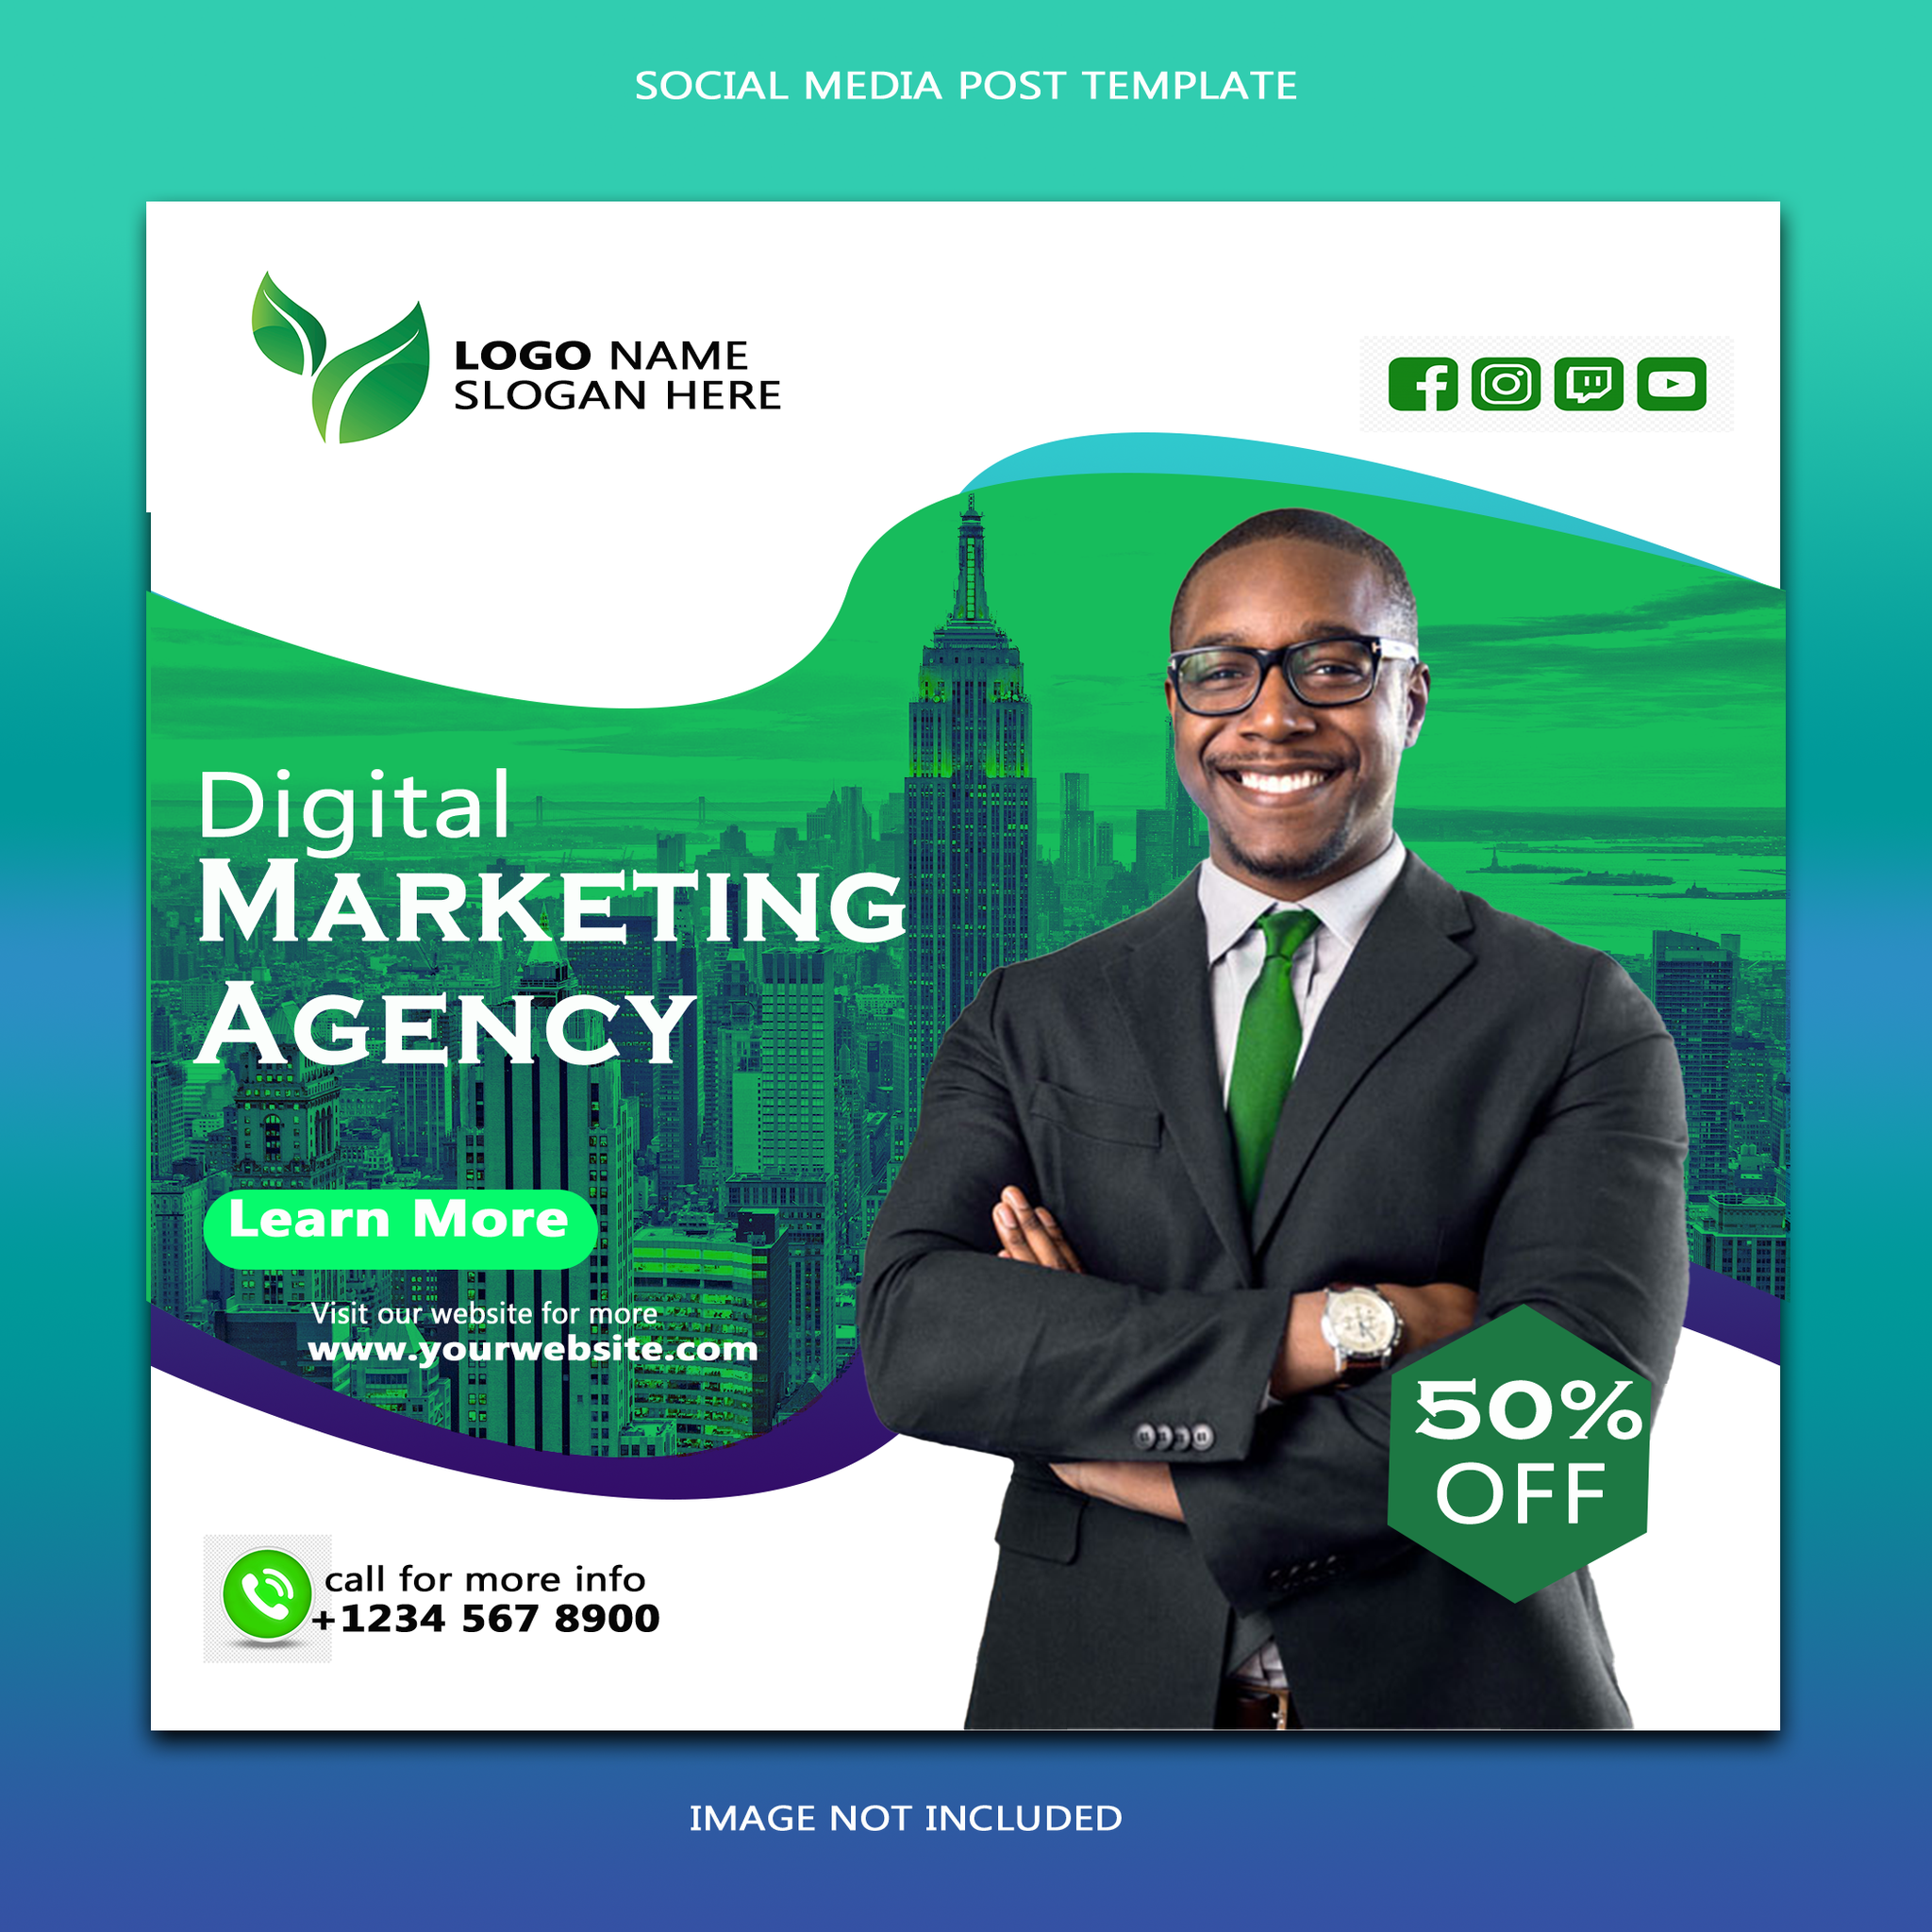 SOCIAL MEDIA POST TEMPLATE
LOGO NAME
SLOGAN HERE
Digital
MARKETING
AGENCY
Learn More
Visit our website for more
www.yourwebsite.com
50%
OFF
call for more info
+1234 567 8900
IMAGE NOT INCLUDED